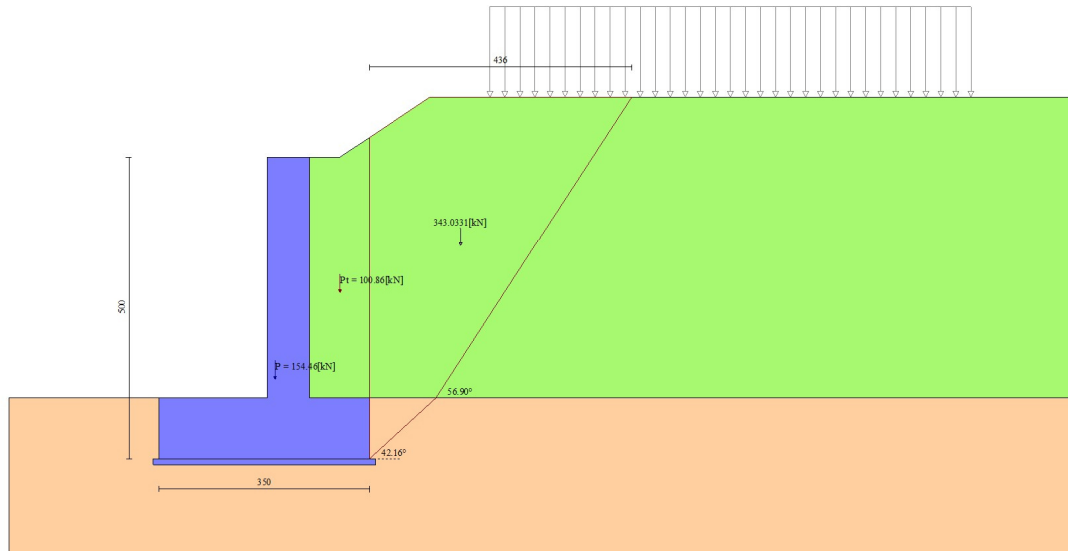 436
343.0331[kN]
Pt = 100.86[kN]
500
P = 154.46[kN]
56.90°
42.16°
350